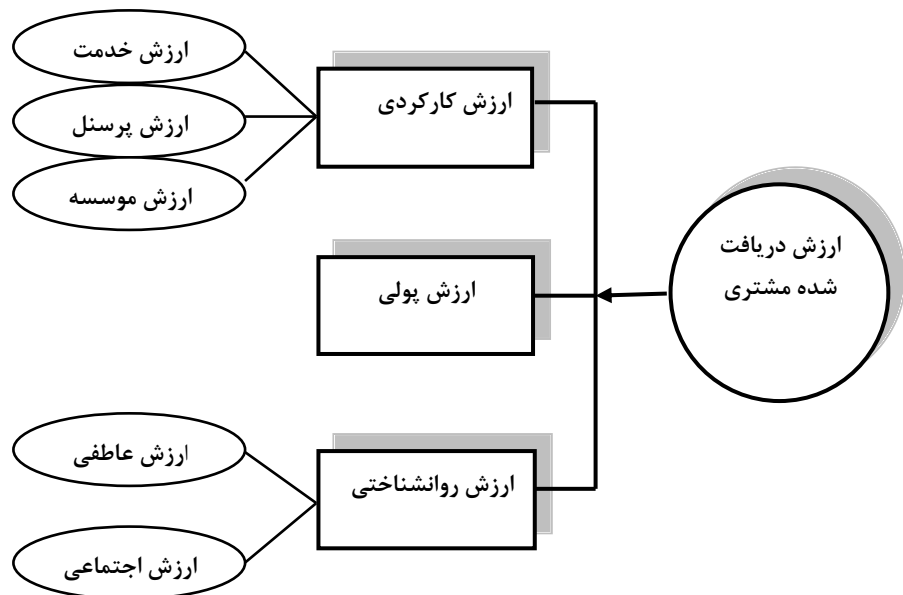 ارزش دریافت
شده مشتری
ارزش کارکردی
ارزش پولی
ارزش روانشناختی
ارزش خدمت
ارزش پرسنل
ارزش موسسه
ارزش عاطفی
ارزش اجتماعی